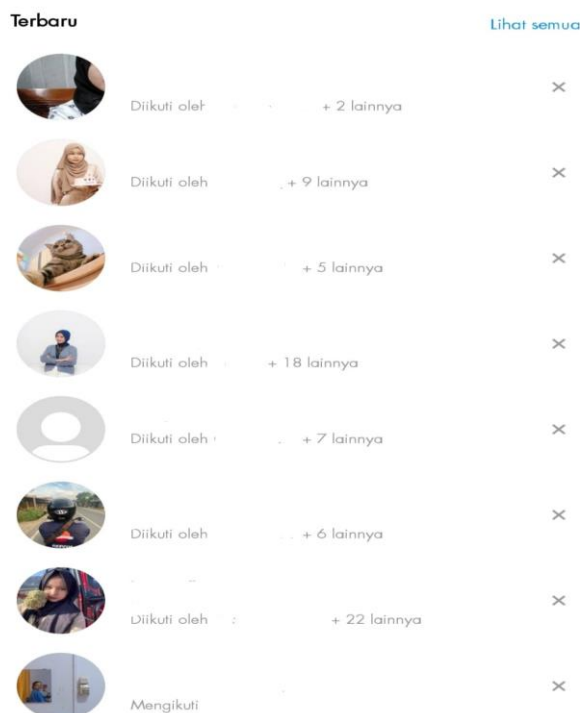 Terbaru
Lihat semua
Diikuti oleh + 2 lainnya
Diikuti oleh + 9 lainnya
Diikuti oleh + 5 lainnya
Diikuti oleh + 18 lainnya
Diikuti oleh + 7 lainnya
Diikuti oleh + 6 lainnya
Diikuti oleh + 22 lainnya
Mengikuti